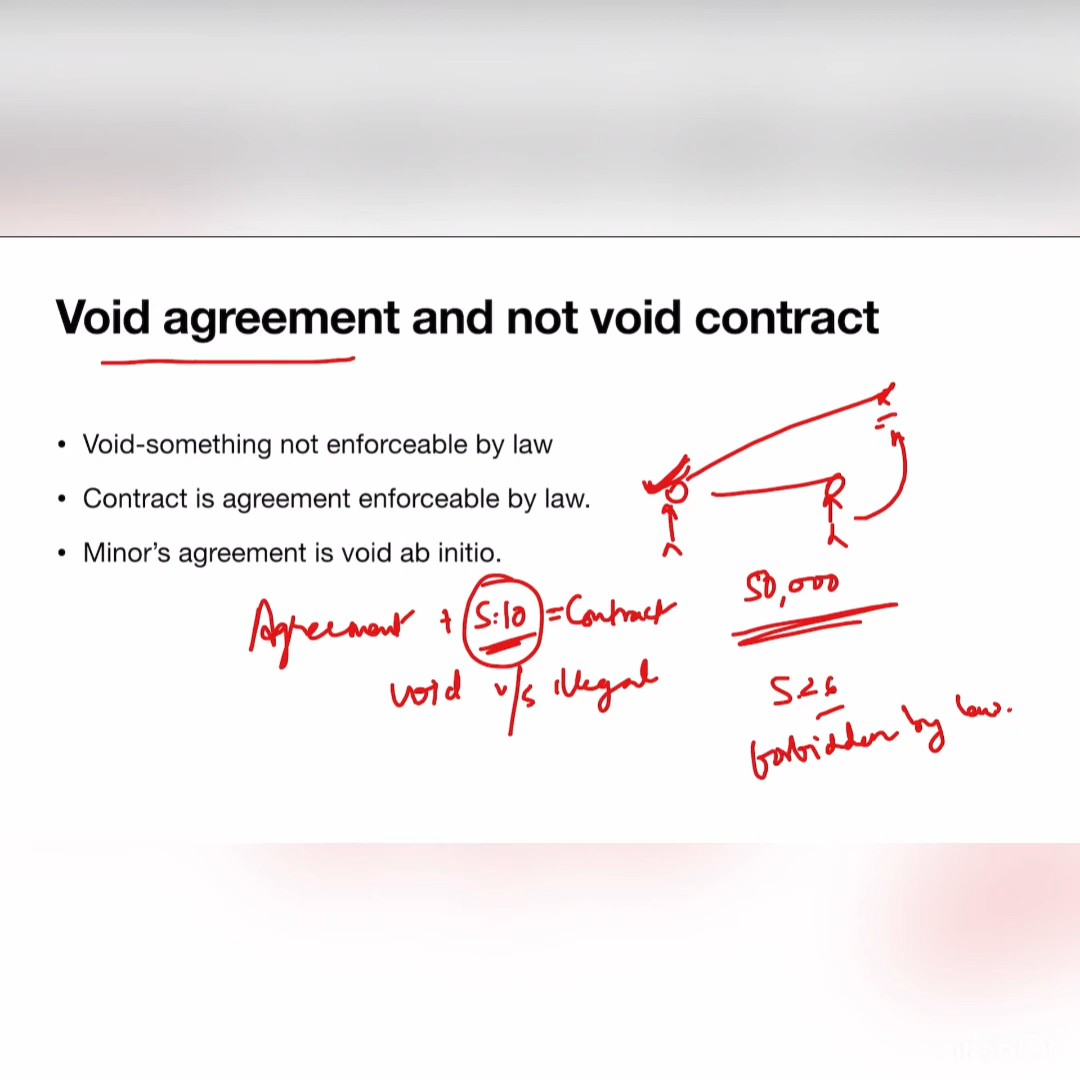 Void agreement and not void contract
• Void-something not enforceable by law
• Contract is agreement enforceable by law.
• Minor's agreement is void ab initio.
50,000
Agreement + S:10 = Contract
void v/s illegal
S26
forbidden by law.